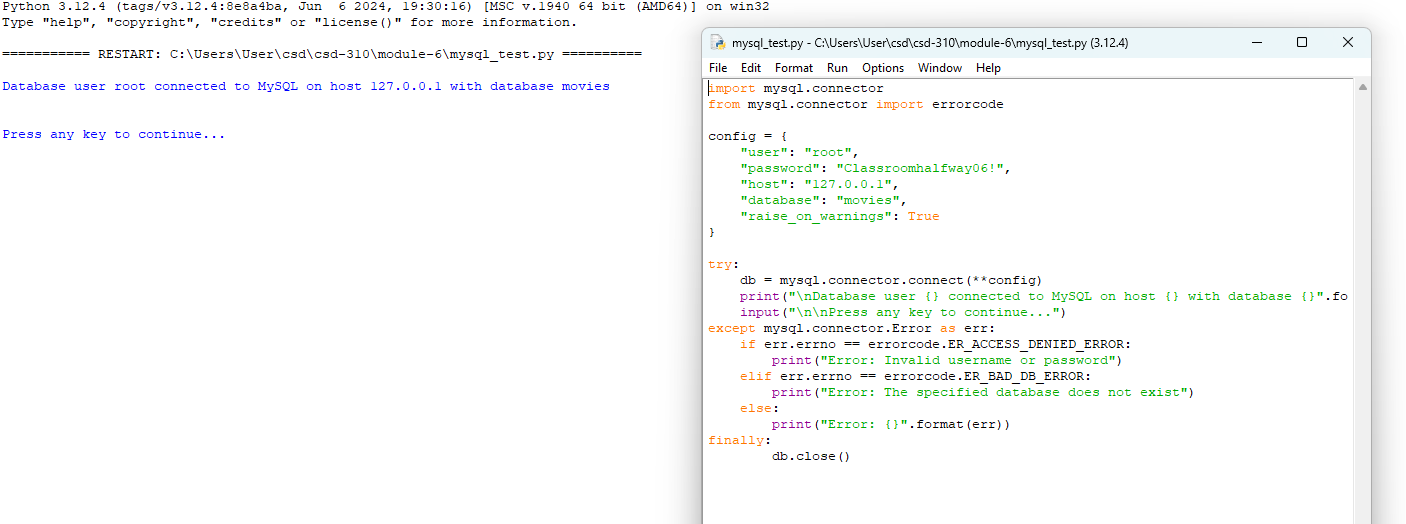 Python 3.12.4 (tags/v3.12.4:8e8a4ba, Jun  6 2024, 19:30:16) [MSC v.1940 64 bit (AMD64)] on win32
Type "help", "copyright", "credits" or "license()" for more information.
=========== RESTART: C:\Users\User\csd\csd-310\module-6\mysql_test.py ==========
Database user root connected to MySQL on host 127.0.0.1 with database movies
Press any key to continue...
mysql_test.py - C:\Users\User\csd\csd-310\module-6\mysql_test.py (3.12.4)
File Edit Format Run Options Window Help
import mysql.connector
from mysql.connector import errorcode
config = {
    "user": "root",
    "password": "Classroomhalfway06!",
    "host": "127.0.0.1",
    "database": "movies",
    "raise_on_warnings": True
}
try:
    db = mysql.connector.connect(**config)
    print("\nDatabase user {} connected to MySQL on host {} with database {}".fo
    input("\n\nPress any key to continue...")
except mysql.connector.Error as err:
    if err.errno == errorcode.ER_ACCESS_DENIED_ERROR:
        print("Error: Invalid username or password")
    elif err.errno == errorcode.ER_BAD_DB_ERROR:
        print("Error: The specified database does not exist")
    else:
        print("Error: {}".format(err))
finally:
        db.close()